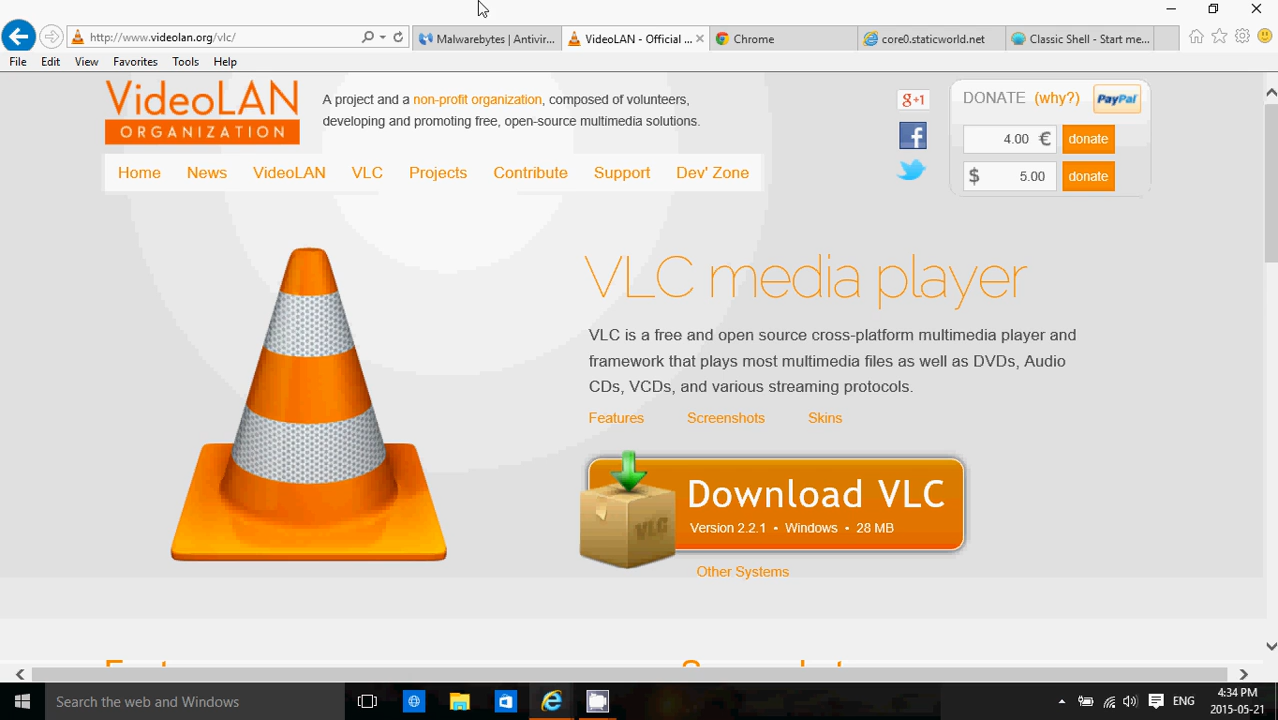 http://www.videolan.org/vlc/
Malwarebytes | Antivir...
VideoLAN - Official ...
Chrome
core0.staticworld.net
Classic Shell - Start me...
File Edit View Favorites Tools Help
VideoLAN
ORGANIZATION
A project and a non-profit organization, composed of volunteers,
developing and promoting free, open-source multimedia solutions.
g+1
f
DONATE (why?) PayPal
4.00 € donate
$ 5.00 donate
Home News VideoLAN VLC Projects Contribute Support Dev' Zone
VLC media player
VLC is a free and open source cross-platform multimedia player and
framework that plays most multimedia files as well as DVDs, Audio
CDs, VCDs, and various streaming protocols.
Features Screenshots Skins
VLC
Download VLC
Version 2.2.1 • Windows • 28 MB
Other Systems
Search the web and Windows
ENG
4:34 PM
2015-05-21